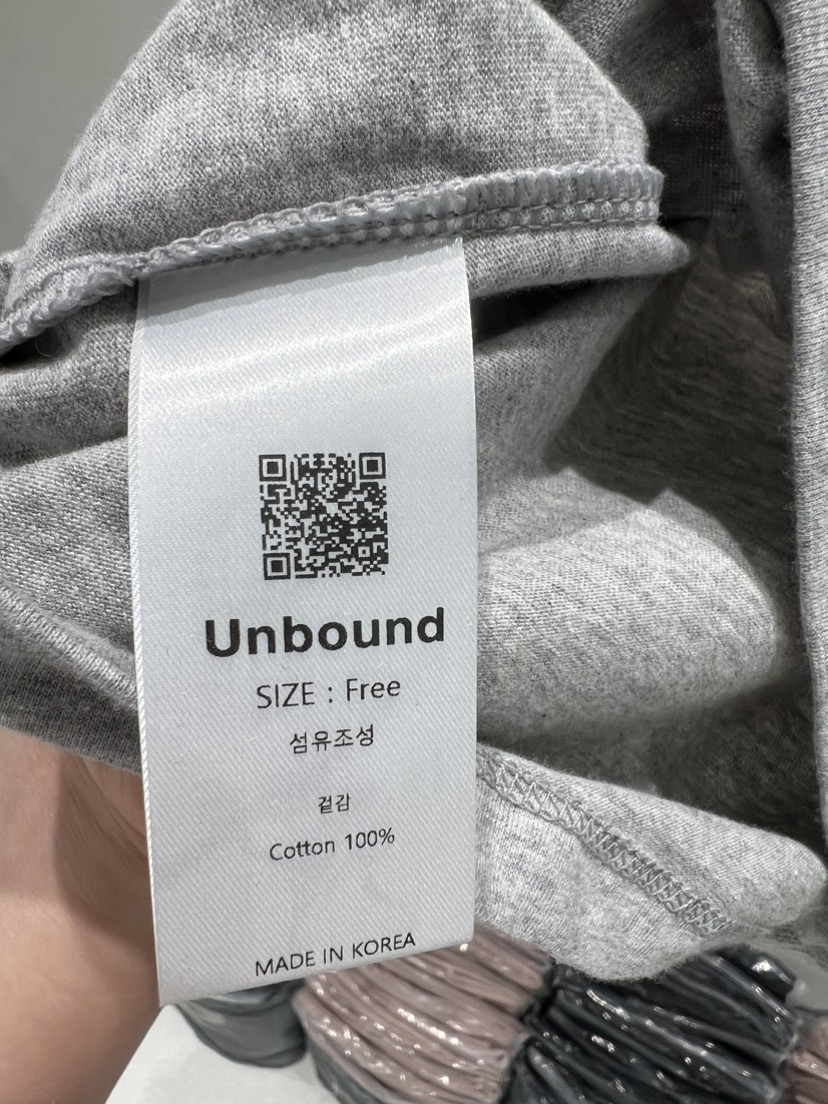 Unbound
SIZE : Free
섬유조성
겉감
Cotton 100%
MADE IN KOREA